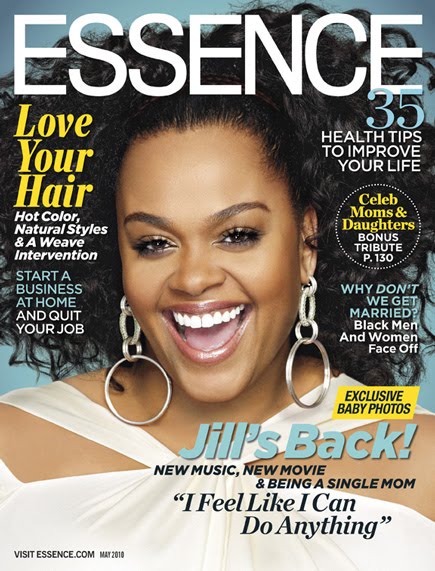 ESSENCE
Love
Your
Hair
Hot Color,
Natural Styles
& A Weave
Intervention
START A
BUSINESS
AT HOME
AND QUIT
YOUR JOB
35
HEALTH TIPS
TO IMPROVE
YOUR LIFE
Celeb
Moms &
Daughters
BONUS
TRIBUTE
P. 130
WHY DON'T
WE GET
MARRIED?
Black Men
And Women
Face Off
EXCLUSIVE
BABY PHOTOS
Jill's Back!
NEW MUSIC, NEW MOVIE
& BEING A SINGLE MOM
“I Feel Like I Can
Do Anything”
VISIT ESSENCE.COM MAY 2010